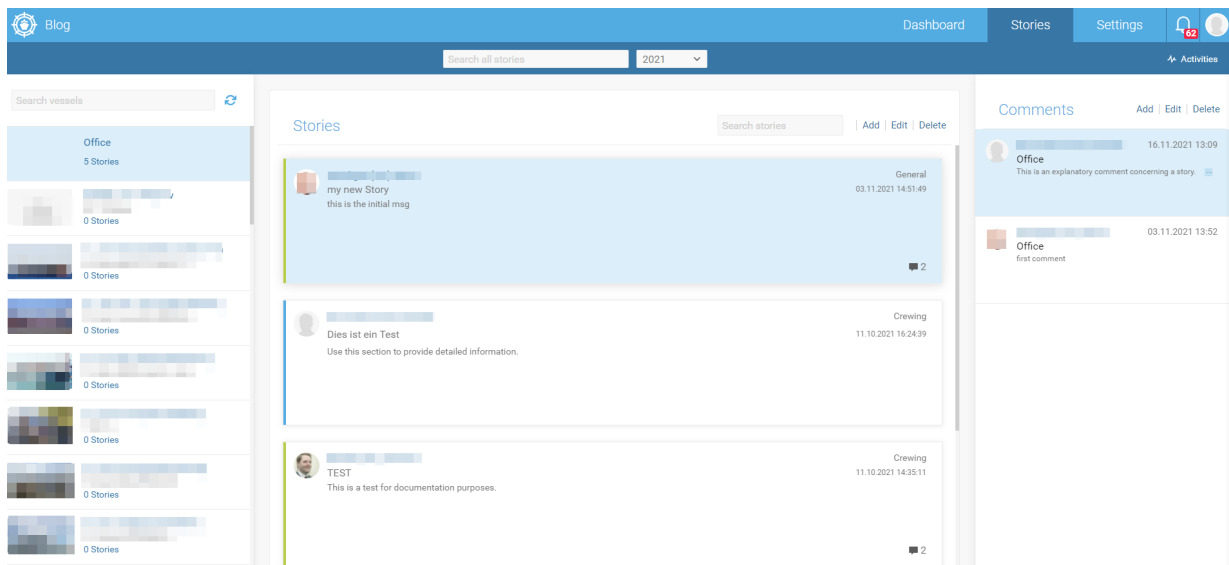 Blog
Dashboard
Stories
Settings
62
Search all stories
2021
Activities
Search vessels
Office
5 Stories
0 Stories
0 Stories
0 Stories
0 Stories
0 Stories
0 Stories
0 Stories
Stories
Search stories
Add | Edit | Delete
General
my new Story
03.11.2021 14:51:49
this is the initial msg
2
Crewing
Dies ist ein Test
11.10.2021 16:24:39
Use this section to provide detailed information.
Crewing
TEST
11.10.2021 14:35:11
This is a test for documentation purposes.
2
Comments
Add | Edit | Delete
16.11.2021 13:09
Office
This is an explanatory comment concerning a story.
03.11.2021 13:52
Office
first comment